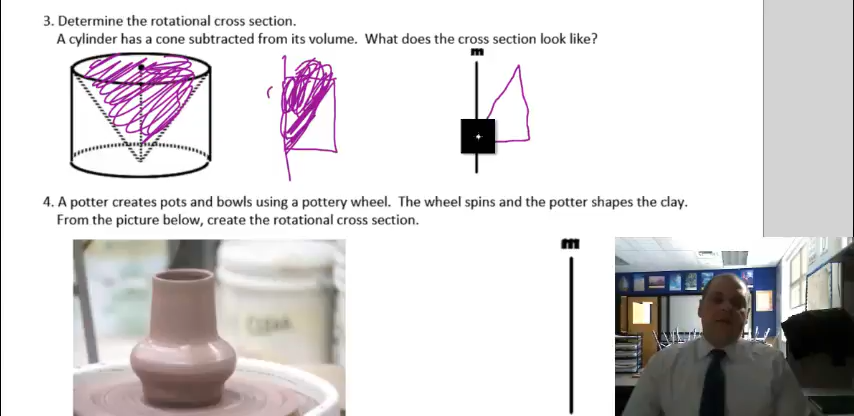 3. Determine the rotational cross section.
A cylinder has a cone subtracted from its volume.  What does the cross section look like?
m
4. A potter creates pots and bowls using a pottery wheel.  The wheel spins and the potter shapes the clay.
From the picture below, create the rotational cross section.
m